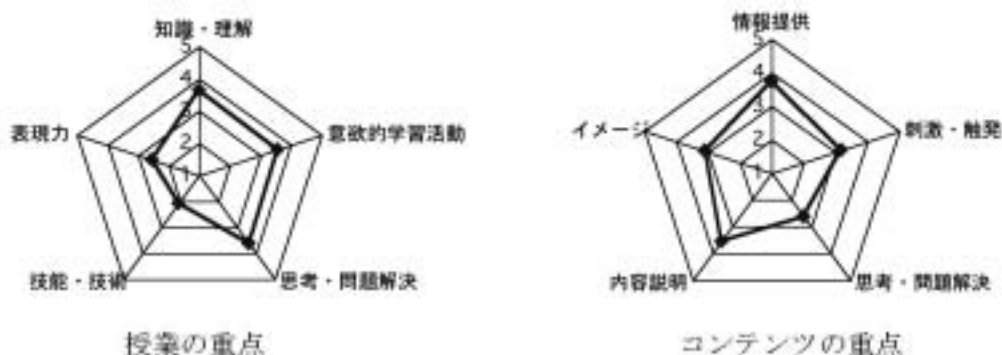 知識・理解
5
4
3
2
1
表現力
意欲的学習活動
技能・技術
思考・問題解決
授業の重点
情報提供
5
4
3
2
1
イメージ
刺激・触発
内容説明
思考・問題解決
コンテンツの重点